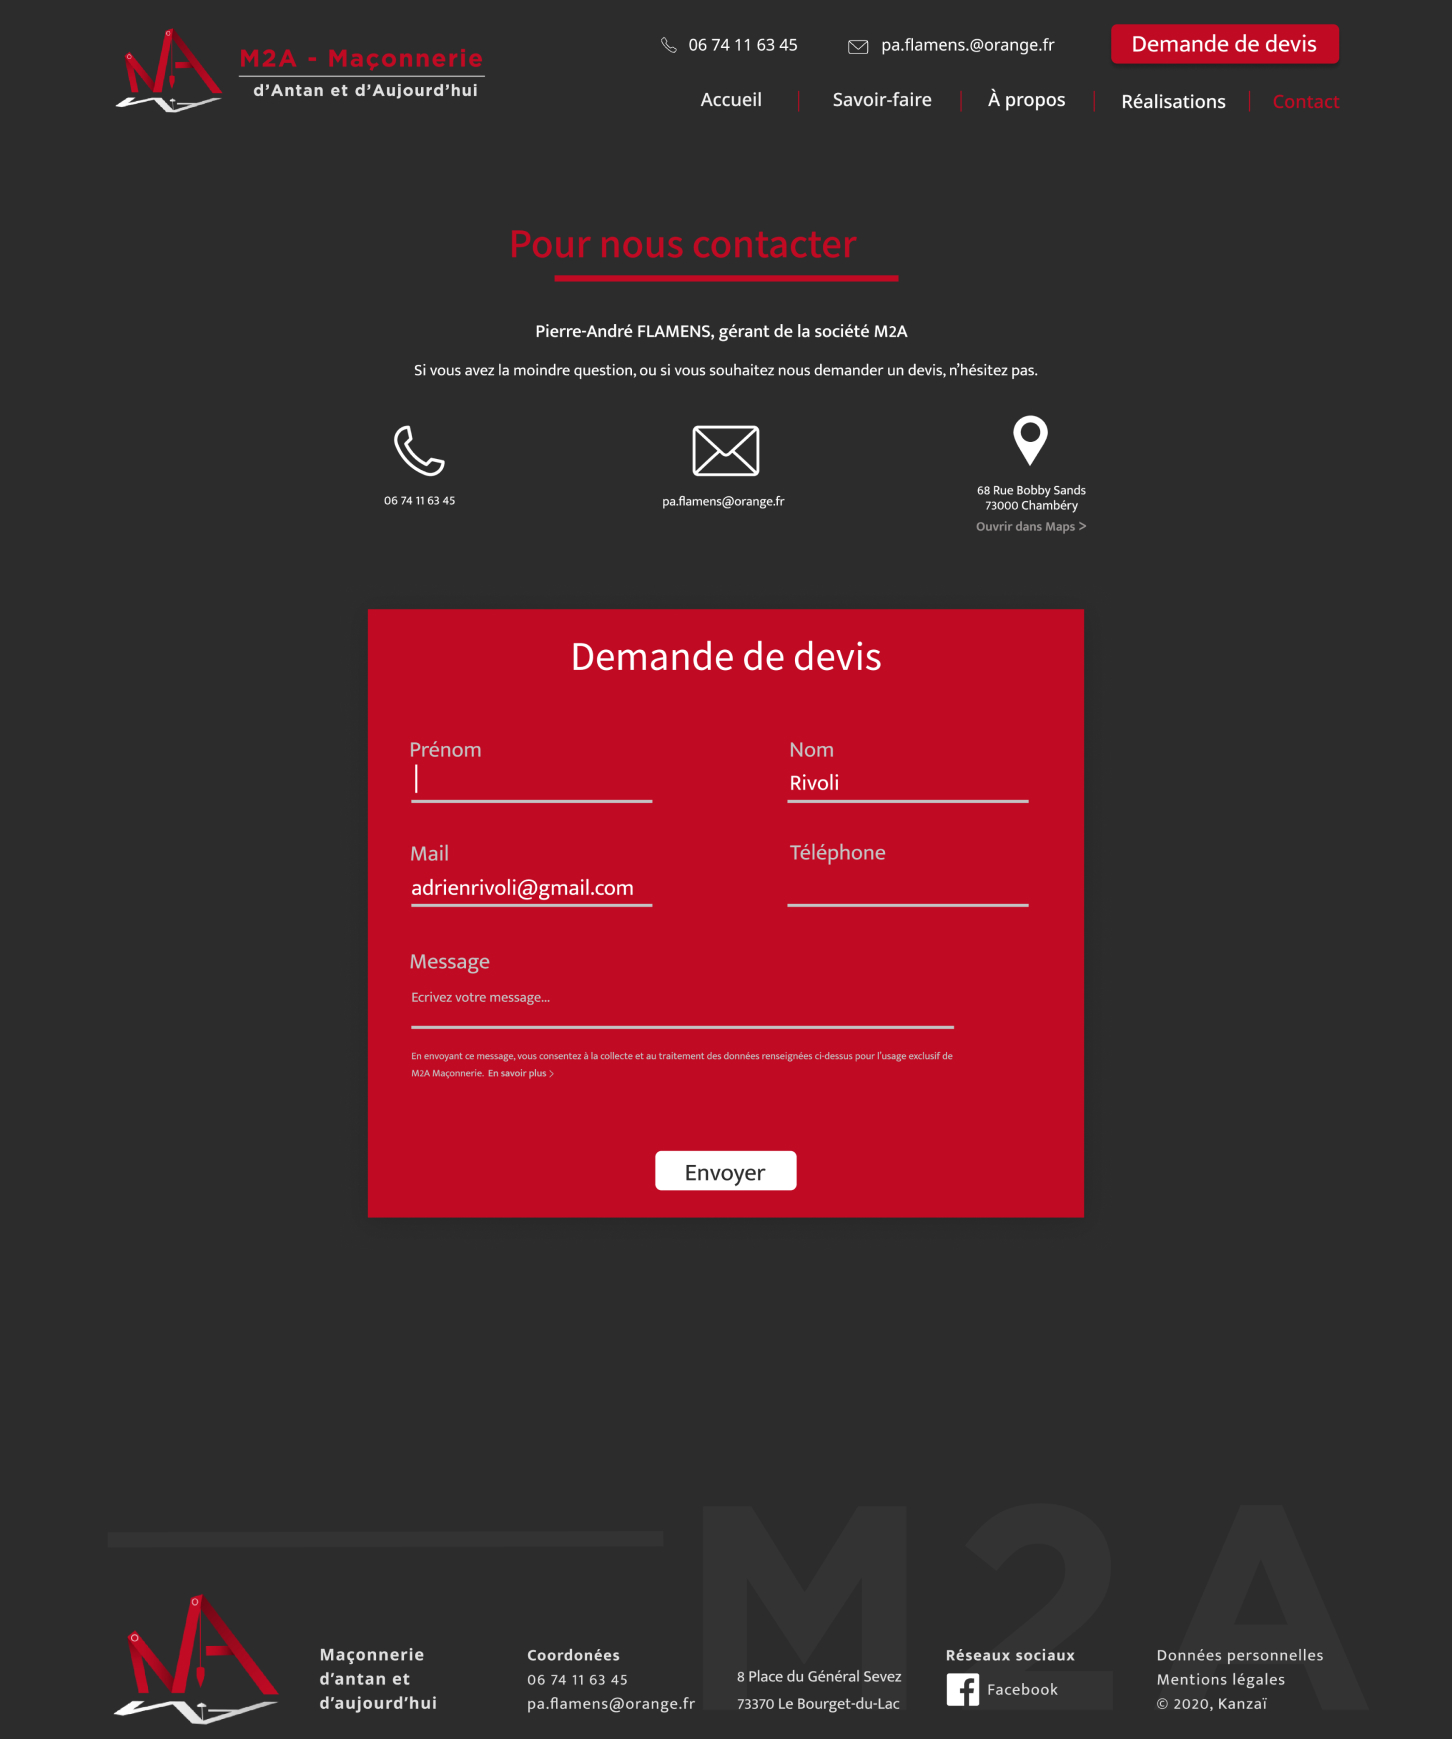 M2A - Maçonnerie
d'Antan et d'Aujourd'hui
06 74 11 63 45
pa.flamens.@orange.fr
Demande de devis
Accueil
Savoir-faire
À propos
Réalisations
Contact
Pour nous contacter
Pierre-André FLAMENS, gérant de la société M2A
Si vous avez la moindre question, ou si vous souhaitez nous demander un devis, n'hésitez pas.
06 74 11 63 45
pa.flamens@orange.fr
68 Rue Bobby Sands
73000 Chambéry
Ouvrir dans Maps >
Demande de devis
Prénom
Nom
Rivoli
Mail
adrienrivoli@gmail.com
Téléphone
Message
Ecrivez votre message...
En envoyant ce message, vous consentez à la collecte et au traitement des données renseignées ci-dessus pour l'usage exclusif de
M2A Maçonnerie. En savoir plus >
Envoyer
M2A
Maçonnerie
d'antan et
d'aujourd'hui
Coordonées
06 74 11 63 45
pa.flamens@orange.fr
8 Place du Général Sevez
73370 Le Bourget-du-Lac
Réseaux sociaux
Facebook
Données personnelles
Mentions légales
© 2020, Kanzaï